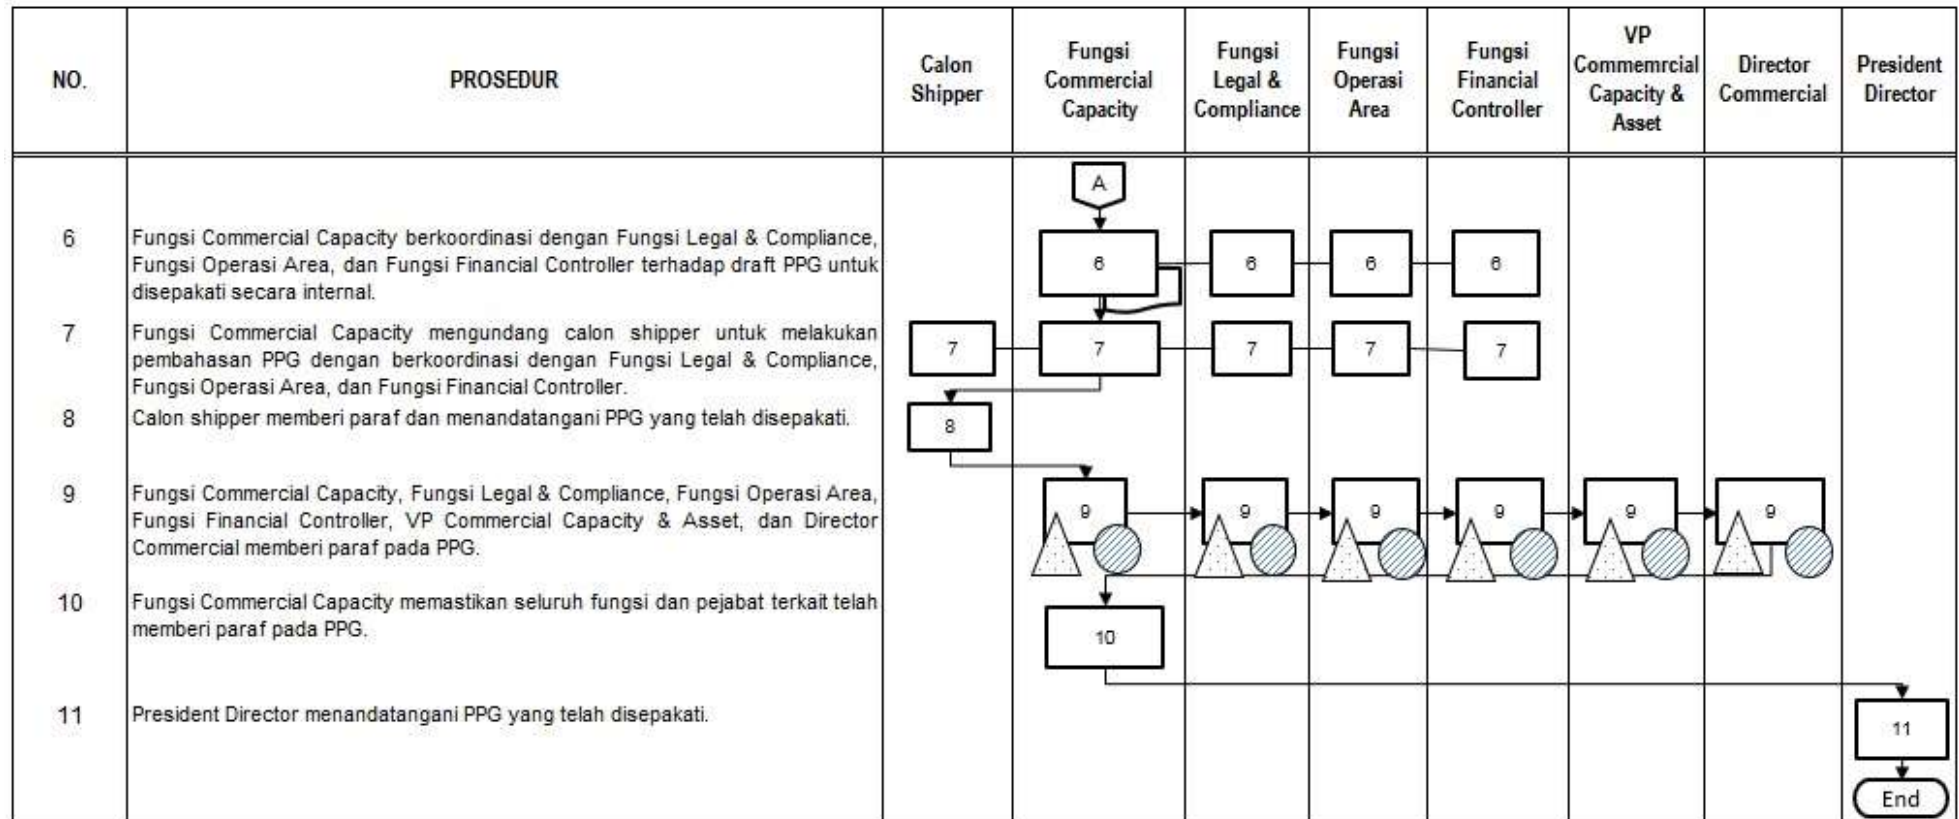 NO.
PROSEDUR
Calon
Shipper
Fungsi
Commercial
Capacity
Fungsi
Legal &
Compliance
Fungsi
Operasi
Area
Fungsi
Financial
Controller
VP
Commemrcial
Capacity &
Asset
Director
Commercial
President
Director
A
6
Fungsi Commercial Capacity berkoordinasi dengan Fungsi Legal & Compliance,
Fungsi Operasi Area, dan Fungsi Financial Controller terhadap draft PPG untuk
disepakati secara internal.
6 6 6 6
7
Fungsi Commercial Capacity mengundang calon shipper untuk melakukan
pembahasan PPG dengan berkoordinasi dengan Fungsi Legal & Compliance,
Fungsi Operasi Area, dan Fungsi Financial Controller.
7 7 7 7 7
8
Calon shipper memberi paraf dan menandatangani PPG yang telah disepakati.
8
9
Fungsi Commercial Capacity, Fungsi Legal & Compliance, Fungsi Operasi Area,
Fungsi Financial Controller, VP Commercial Capacity & Asset, dan Director
Commercial memberi paraf pada PPG.
9 9 9 9 9 9
10
Fungsi Commercial Capacity memastikan seluruh fungsi dan pejabat terkait telah
memberi paraf pada PPG.
10
11
President Director menandatangani PPG yang telah disepakati.
11
End